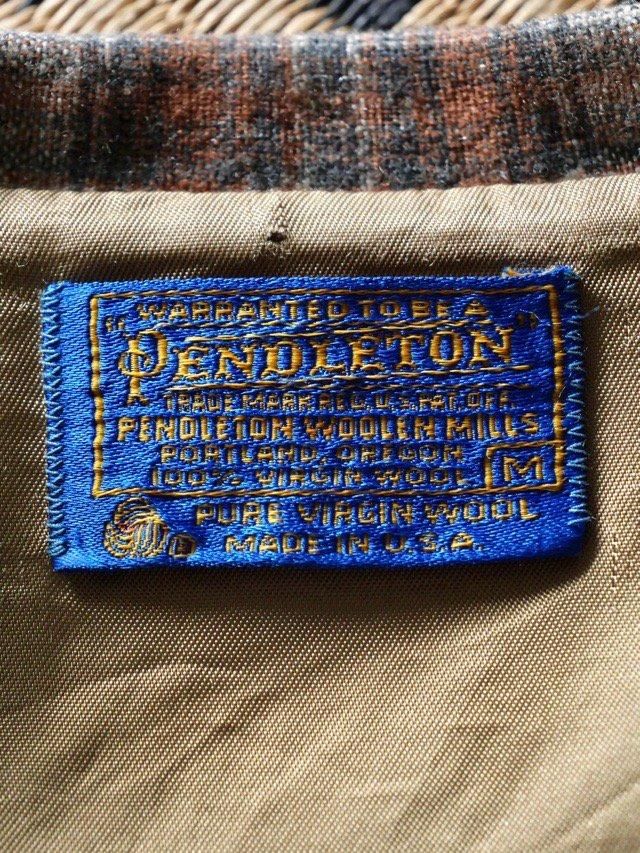 WARRANTED TO BE A
"PENDLETON"
TRADE MARK REG. U.S. PAT. OFF.
PENDLETON WOOLEN MILLS
PORTLAND, OREGON
100% VIRGIN WOOL M
PURE VIRGIN WOOL
MADE IN U.S.A.